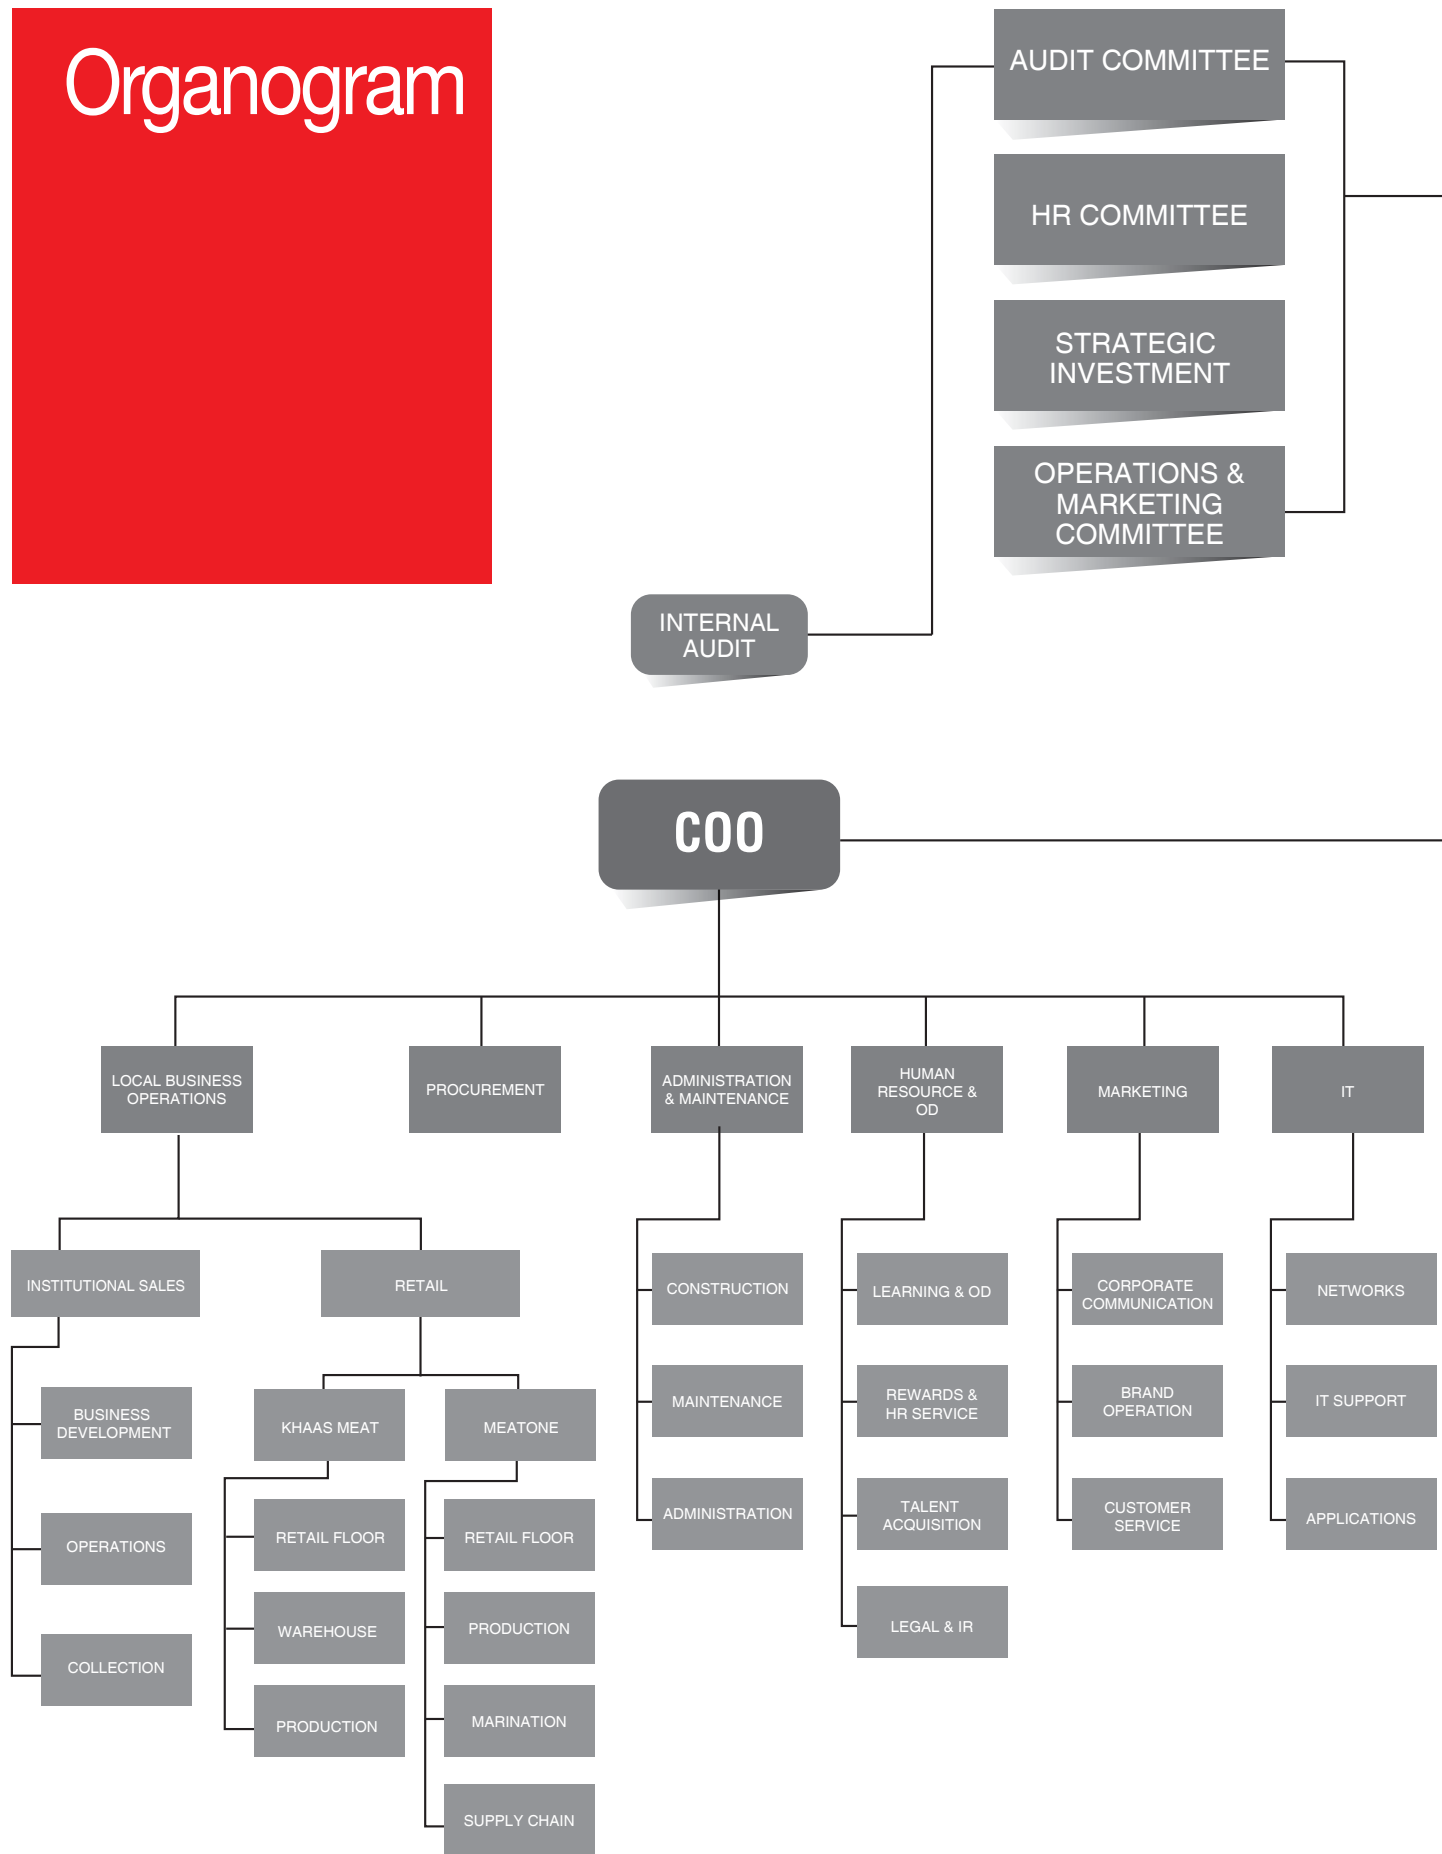 Organogram
AUDIT COMMITTEE
HR COMMITTEE
STRATEGIC
INVESTMENT
OPERATIONS &
MARKETING
COMMITTEE
INTERNAL
AUDIT
COO
LOCAL BUSINESS
OPERATIONS
PROCUREMENT
ADMINISTRATION
& MAINTENANCE
HUMAN
RESOURCE &
OD
MARKETING
IT
INSTITUTIONAL SALES
RETAIL
BUSINESS
DEVELOPMENT
OPERATIONS
COLLECTION
KHAAS MEAT
RETAIL FLOOR
WAREHOUSE
PRODUCTION
MEATONE
RETAIL FLOOR
PRODUCTION
MARINATION
SUPPLY CHAIN
CONSTRUCTION
MAINTENANCE
ADMINISTRATION
LEARNING & OD
REWARDS &
HR SERVICE
TALENT
ACQUISITION
LEGAL & IR
CORPORATE
COMMUNICATION
BRAND
OPERATION
CUSTOMER
SERVICE
NETWORKS
IT SUPPORT
APPLICATIONS